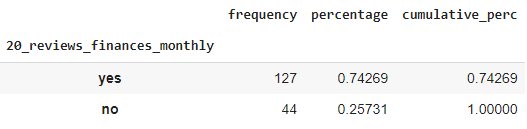 frequency percentage cumulative_perc
20_reviews_finances_monthly
yes 127 0.74269 0.74269
no 44 0.25731 1.00000